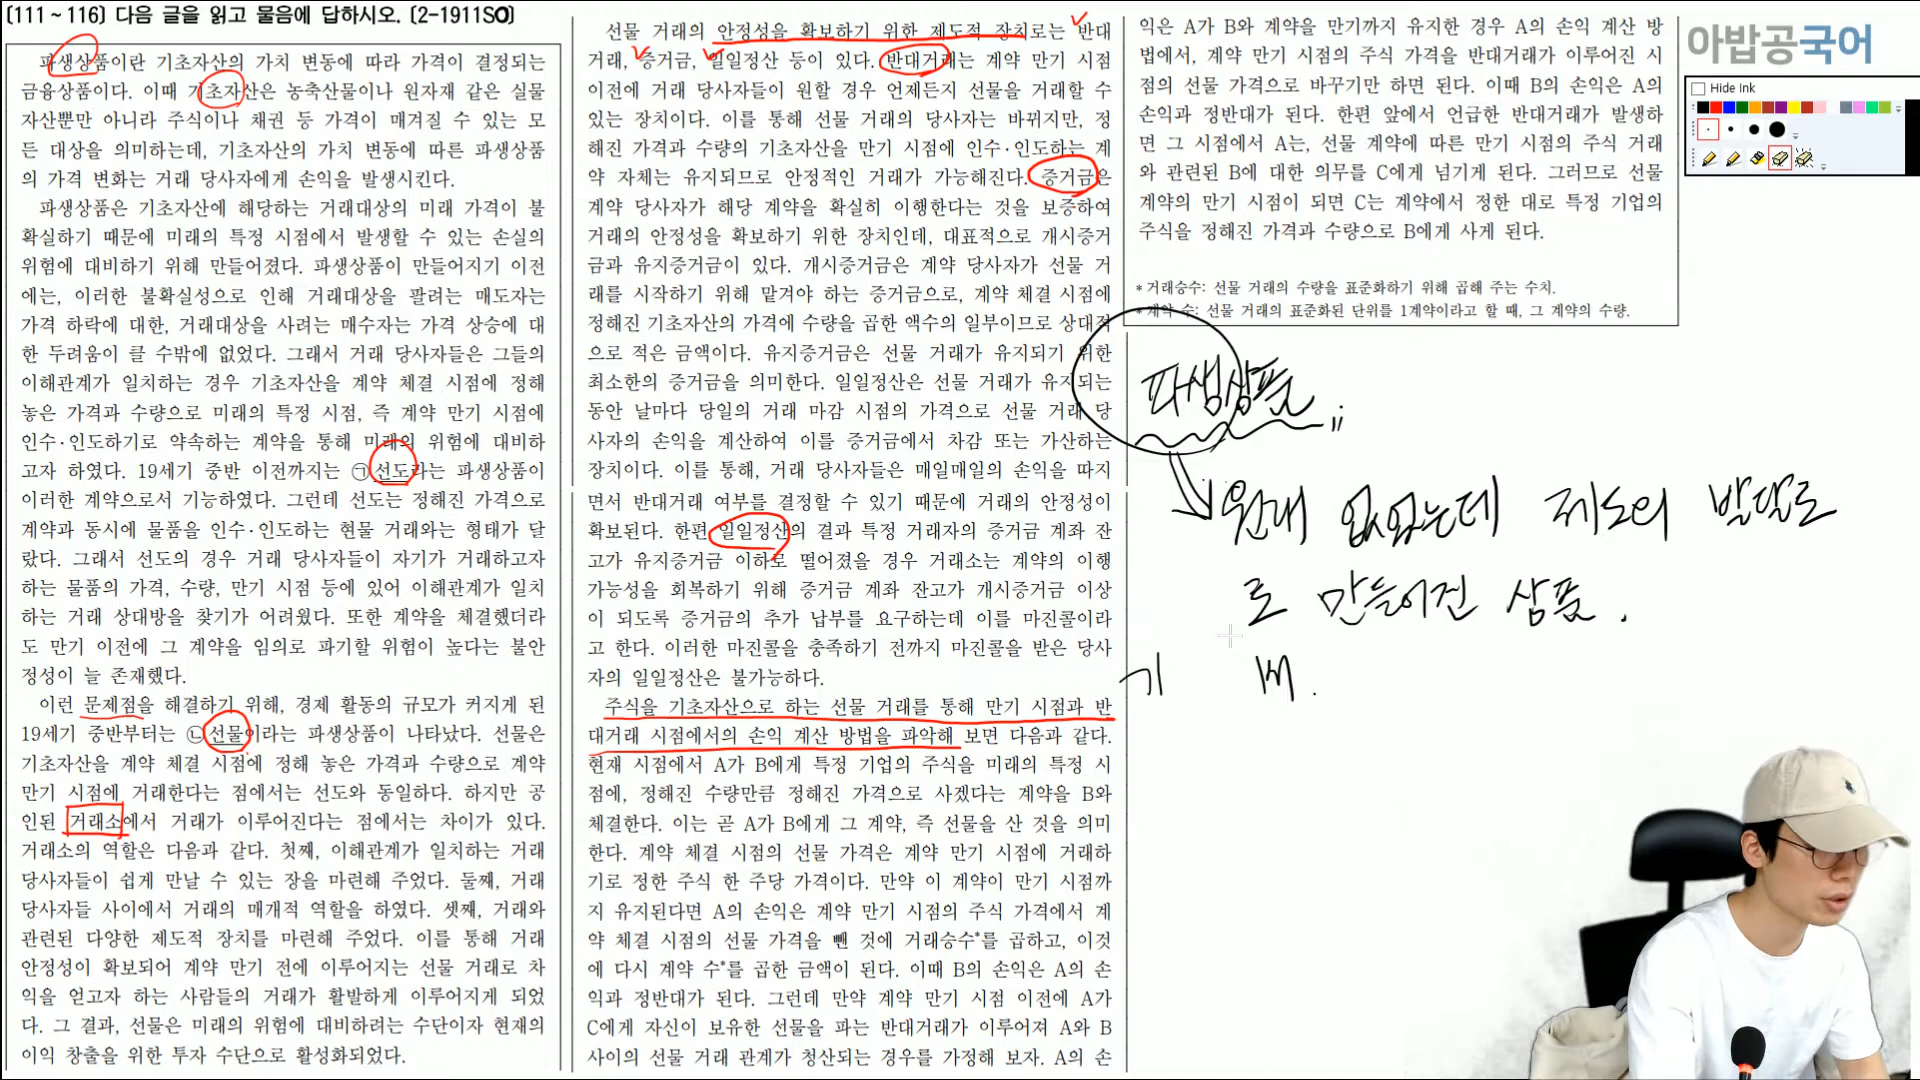 [111～116] 다음 글을 읽고 물음에 답하시오. [2-1911SO]
파생상품이란 기초자산의 가치 변동에 따라 가격이 결정되는
금융상품이다. 이때 기초자산은 농축산물이나 원자재 같은 실물
자산뿐만 아니라 주식이나 채권 등 가격이 매겨질 수 있는 모
든 대상을 의미하는데, 기초자산의 가치 변동에 따른 파생상품
의 가격 변화는 거래 당사자에게 손익을 발생시킨다.
파생상품은 기초자산에 해당하는 거래대상의 미래 가격이 불
확실하기 때문에 미래의 특정 시점에서 발생할 수 있는 손실의
위험에 대비하기 위해 만들어졌다. 파생상품이 만들어지기 이전
에는, 이러한 불확실성으로 인해 거래대상을 팔려는 매도자는
가격 하락에 대한, 거래대상을 사려는 매수자는 가격 상승에 대
한 두려움이 클 수밖에 없었다. 그래서 거래 당사자들은 그들의
이해관계가 일치하는 경우 기초자산을 계약 체결 시점에 정해
놓은 가격과 수량으로 미래의 특정 시점, 즉 계약 만기 시점에
인수·인도하기로 약속하는 계약을 통해 미래의 위험에 대비하
고자 하였다. 19세기 중반 이전까지는 ㉠선도라는 파생상품이
이러한 계약으로서 기능하였다. 그런데 선도는 정해진 가격으로
계약과 동시에 물품을 인수·인도하는 현물 거래와는 형태가 달
랐다. 그래서 선도의 경우 거래 당사자들이 자기가 거래하고자
하는 물품의 가격, 수량, 만기 시점 등에 있어 이해관계가 일치
하는 거래 상대방을 찾기가 어려웠다. 또한 계약을 체결했더라
도 만기 이전에 그 계약을 임의로 파기할 위험이 높다는 불안
정성이 늘 존재했다.
이런 문제점을 해결하기 위해, 경제 활동의 규모가 커지게 된
19세기 중반부터는 ㉡선물이라는 파생상품이 나타났다. 선물은
기초자산을 계약 체결 시점에 정해 놓은 가격과 수량으로 계약
만기 시점에 거래한다는 점에서는 선도와 동일하다. 하지만 공
인된 거래소에서 거래가 이루어진다는 점에서는 차이가 있다.
거래소의 역할은 다음과 같다. 첫째, 이해관계가 일치하는 거래
당사자들이 쉽게 만날 수 있는 장을 마련해 주었다. 둘째, 거래
당사자들 사이에서 거래의 매개적 역할을 하였다. 셋째, 거래와
관련된 다양한 제도적 장치를 마련해 주었다. 이를 통해 거래
안정성이 확보되어 계약 만기 전에 이루어지는 선물 거래로 차
익을 얻고자 하는 사람들의 거래가 활발하게 이루어지게 되었
다. 그 결과, 선물은 미래의 위험에 대비하려는 수단이자 현재의
이익 창출을 위한 투자 수단으로 활성화되었다.
선물 거래의 안정성을 확보하기 위한 제도적 장치로는 반대
거래, 증거금, 일일정산 등이 있다. 반대거래는 계약 만기 시점
이전에 거래 당사자들이 원할 경우 언제든지 선물을 거래할 수
있는 장치이다. 이를 통해 선물 거래의 당사자는 바뀌지만, 정
해진 가격과 수량의 기초자산을 만기 시점에 인수·인도하는 계
약 자체는 유지되므로 안정적인 거래가 가능해진다. 증거금은
계약 당사자가 해당 계약을 확실히 이행한다는 것을 보증하여
거래의 안정성을 확보하기 위한 장치인데, 대표적으로 개시증거
금과 유지증거금이 있다. 개시증거금은 계약 당사자가 선물 거
래를 시작하기 위해 맡겨야 하는 증거금으로, 계약 체결 시점에
정해진 기초자산의 가격에 수량을 곱한 액수의 일부이므로 상대적
으로 적은 금액이다. 유지증거금은 선물 거래가 유지되기 위한
최소한의 증거금을 의미한다. 일일정산은 선물 거래가 유지되는
동안 날마다 당일의 거래 마감 시점의 가격으로 선물 거래 당
사자의 손익을 계산하여 이를 증거금에서 차감 또는 가산하는
장치이다. 이를 통해, 거래 당사자들은 매일매일의 손익을 따지
면서 반대거래 여부를 결정할 수 있기 때문에 거래의 안정성이
확보된다. 한편 일일정산의 결과 특정 거래자의 증거금 계좌 잔
고가 유지증거금 이하로 떨어졌을 경우 거래소는 계약의 이행
가능성을 회복하기 위해 증거금 계좌 잔고가 개시증거금 이상
이 되도록 증거금의 추가 납부를 요구하는데 이를 마진콜이라
고 한다. 이러한 마진콜을 충족하기 전까지 마진콜을 받은 당사
자의 일일정산은 불가능하다.
주식을 기초자산으로 하는 선물 거래를 통해 만기 시점과 반
대거래 시점에서의 손익 계산 방법을 파악해 보면 다음과 같다.
현재 시점에서 A가 B에게 특정 기업의 주식을 미래의 특정 시
점에, 정해진 수량만큼 정해진 가격으로 사겠다는 계약을 B와
체결한다. 이는 곧 A가 B에게 그 계약, 즉 선물을 산 것을 의미
한다. 계약 체결 시점의 선물 가격은 계약 만기 시점에 거래하
기로 정한 주식 한 주당 가격이다. 만약 이 계약이 만기 시점까
지 유지된다면 A의 손익은 계약 만기 시점의 주식 가격에서 계
약 체결 시점의 선물 가격을 뺀 것에 거래승수*를 곱하고, 이것
에 다시 계약 수*를 곱한 금액이 된다. 이때 B의 손익은 A의 손
익과 정반대가 된다. 그런데 만약 계약 만기 시점 이전에 A가
C에게 자신이 보유한 선물을 파는 반대거래가 이루어져 A와 B
사이의 선물 거래 관계가 청산되는 경우를 가정해 보자. A의 손
익은 A가 B와 계약을 만기까지 유지한 경우 A의 손익 계산 방
법에서, 계약 만기 시점의 주식 가격을 반대거래가 이루어진 시
점의 선물 가격으로 바꾸기만 하면 된다. 이때 B의 손익은 A의
손익과 정반대가 된다. 한편 앞에서 언급한 반대거래가 발생하
면 그 시점에서 A는, 선물 계약에 따른 만기 시점의 주식 거래
와 관련된 B에 대한 의무를 C에게 넘기게 된다. 그러므로 선물
계약의 만기 시점이 되면 C는 계약에서 정한 대로 특정 기업의
주식을 정해진 가격과 수량으로 B에게 사게 된다.
* 거래승수: 선물 거래의 수량을 표준화하기 위해 곱해 주는 수치.
* 계약 수: 선물 거래의 표준화된 단위를 1계약이라고 할 때, 그 계약의 수량.
파생상품
원래 없었는데 제도의 발달로
로 만들어진 상품.
기
아밥공국어
Hide Ink